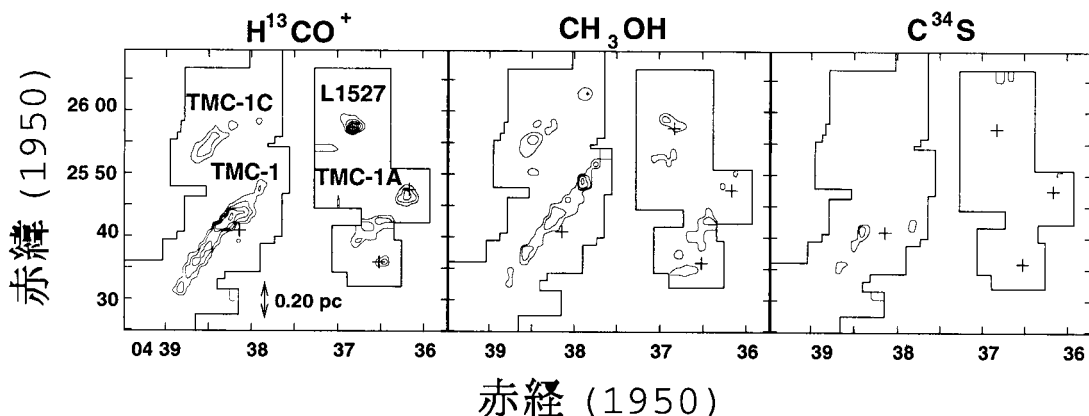 H¹³CO⁺ CH₃OH C³⁴S
赤緯 (1950)
26 00
25 50
40
30
TMC-1C
L1527
TMC-1
TMC-1A
0.20 pc
04 39 38 37 36
39 38 37 36
39 38 37 36
赤経 (1950)